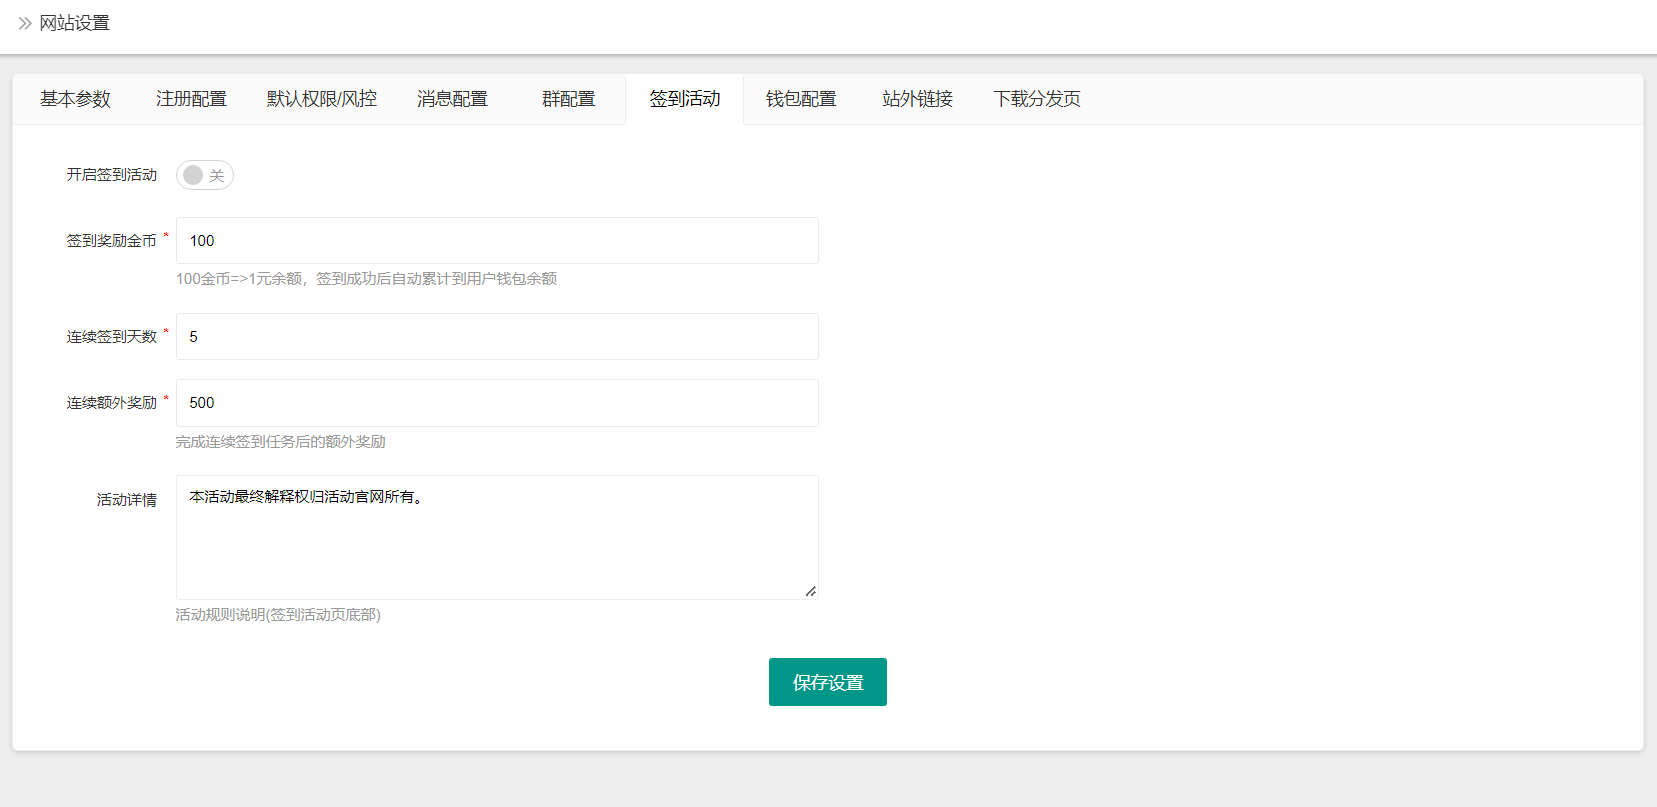 网站设置
基本参数 注册配置 默认权限/风控 消息配置 群配置 签到活动 钱包配置 站外链接 下载分发页
开启签到活动 关
签到奖励金币 * 100
100金币=>1元余额，签到成功后自动累计到用户钱包余额
连续签到天数 * 5
连续额外奖励 * 500
完成连续签到任务后的额外奖励
活动详情 本活动最终解释权归活动官网所有。
活动规则说明(签到活动页底部)
保存设置